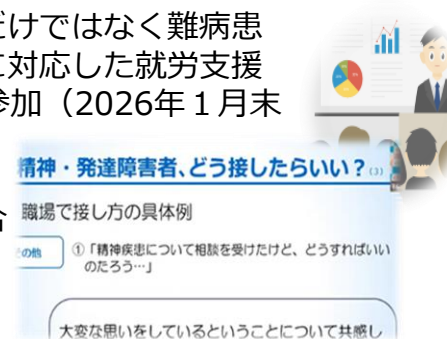 だけではなく難病患
に対応した就労支援
参加（2026年１月末
精神・発達障害者、どう接したらいい？(3)
職場で接し方の具体例
その他
①「精神疾患について相談を受けたけど、どうすればいい
のだろう…」
大変な思いをしているということについて共感し